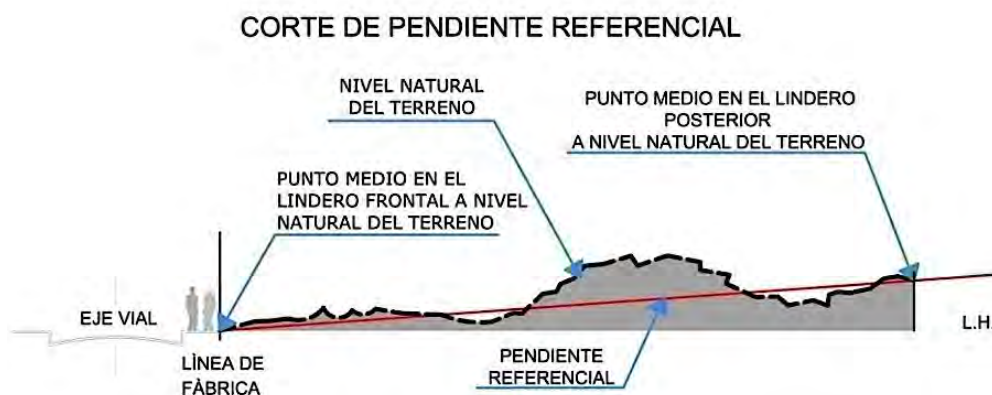 CORTE DE PENDIENTE REFERENCIAL
NIVEL NATURAL
DEL TERRENO
PUNTO MEDIO EN EL LINDERO
POSTERIOR
A NIVEL NATURAL DEL TERRENO
PUNTO MEDIO EN EL
LINDERO FRONTAL A NIVEL
NATURAL DEL TERRENO
EJE VIAL
L.H.
LÌNEA DE
FÀBRICA
PENDIENTE
REFERENCIAL